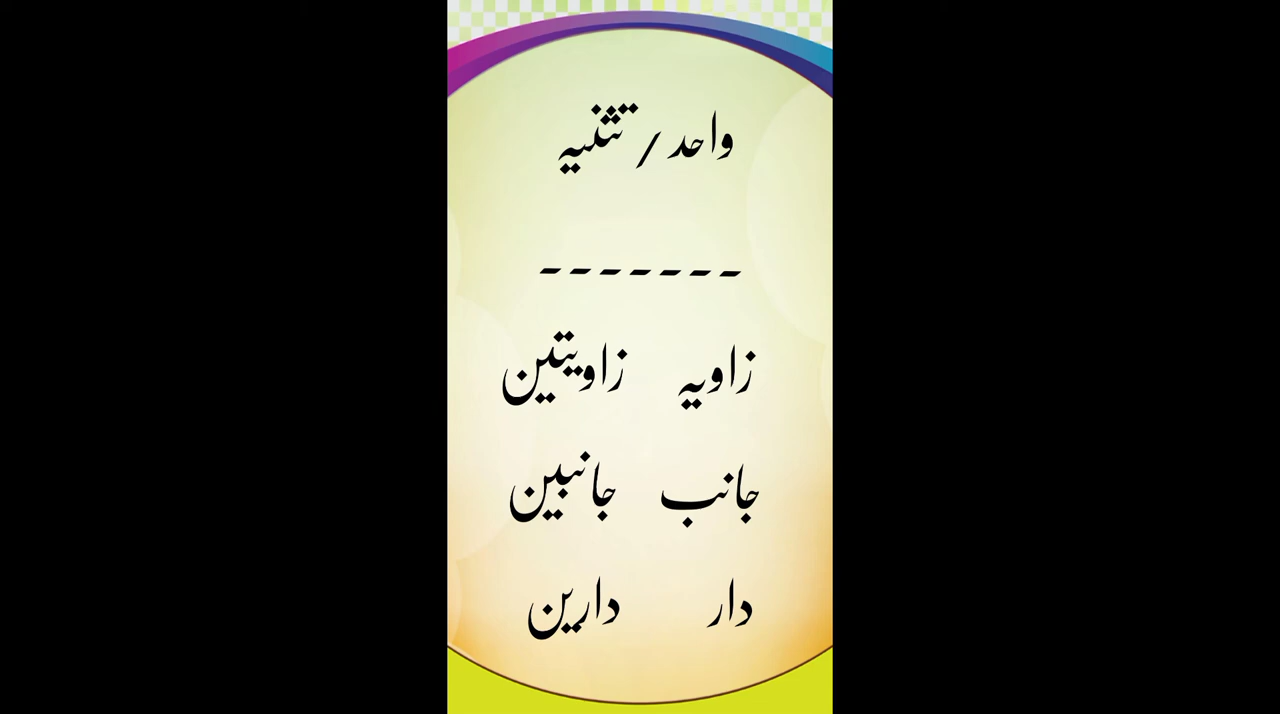 واحد / تثنیہ
-------
زاویہ زاویتین
جانب جانبین
دار دارین